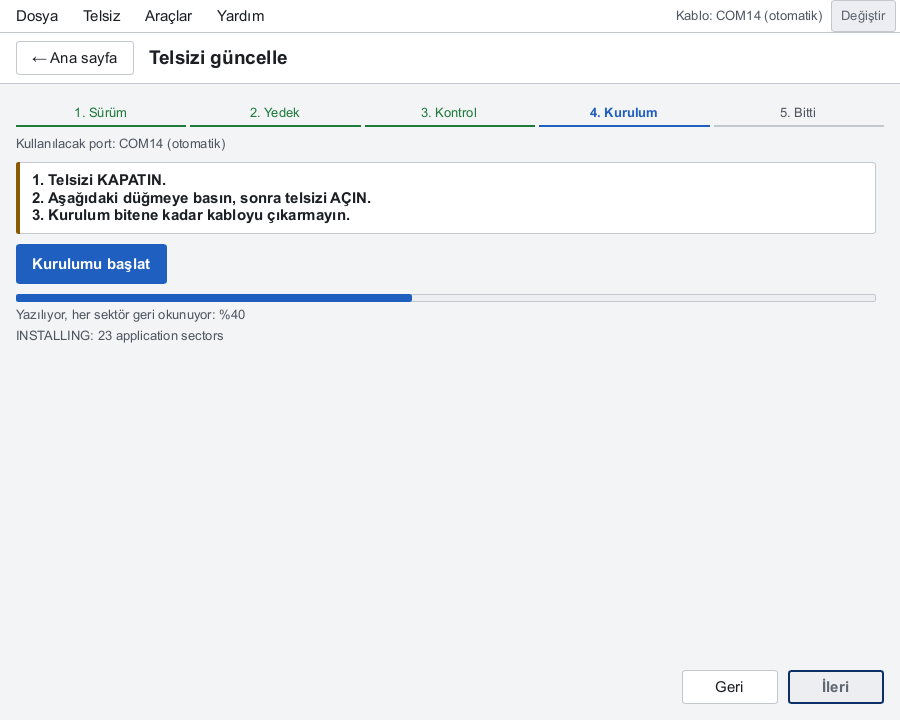 Dosya Telsiz Araçlar Yardım Kablo: COM14 (otomatik) Değiştir
← Ana sayfa Telsizi güncelle
1. Sürüm 2. Yedek 3. Kontrol 4. Kurulum 5. Bitti
Kullanılacak port: COM14 (otomatik)
1. Telsizi KAPATIN.
2. Aşağıdaki düğmeye basın, sonra telsizi AÇIN.
3. Kurulum bitene kadar kabloyu çıkarmayın.
Kurulumu başlat
Yazılıyor, her sektör geri okunuyor: %40
INSTALLING: 23 application sectors
Geri İleri